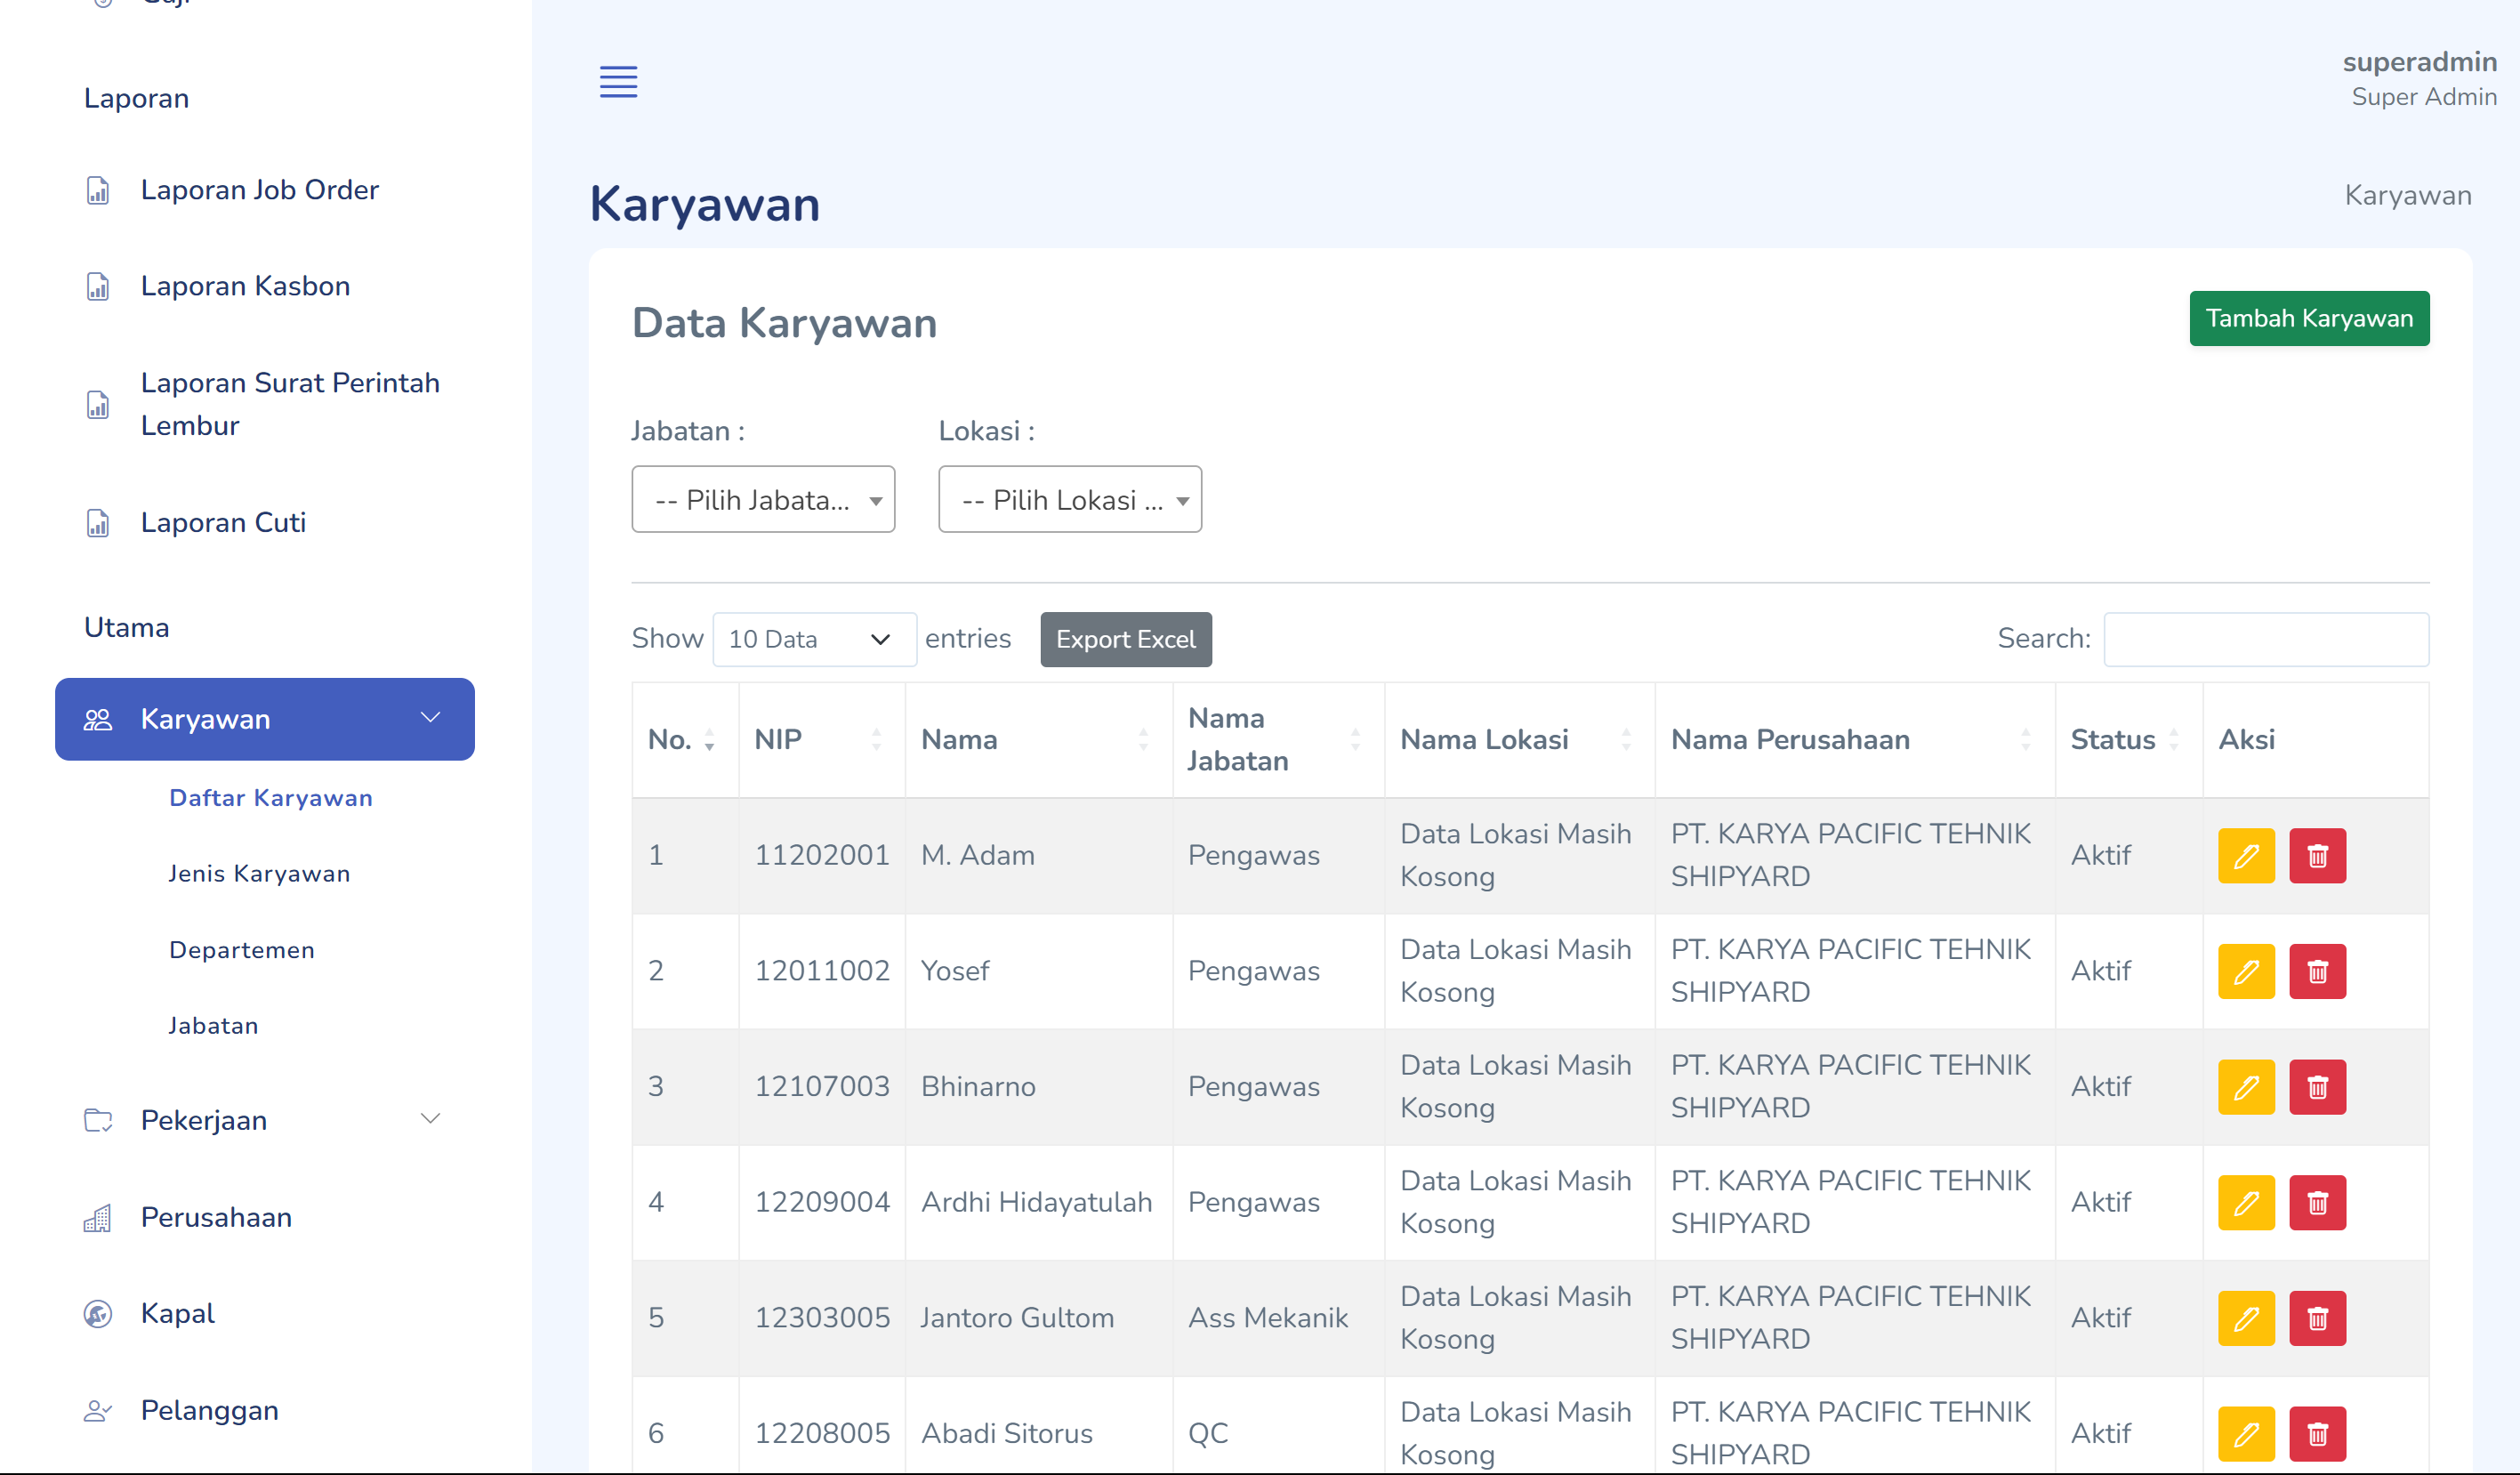 Laporan
Laporan Job Order
Laporan Kasbon
Laporan Surat Perintah
Lembur
Laporan Cuti
Utama
Karyawan
Daftar Karyawan
Jenis Karyawan
Departemen
Jabatan
Pekerjaan
Perusahaan
Kapal
Pelanggan
superadmin
Super Admin
Karyawan
Karyawan
Data Karyawan
Tambah Karyawan
Jabatan :
Lokasi :
-- Pilih Jabata...
-- Pilih Lokasi ...
Show 10 Data entries Export Excel Search:
No. NIP Nama Nama Jabatan Nama Lokasi Nama Perusahaan Status Aksi
1 11202001 M. Adam Pengawas Data Lokasi Masih Kosong PT. KARYA PACIFIC TEHNIK SHIPYARD Aktif
2 12011002 Yosef Pengawas Data Lokasi Masih Kosong PT. KARYA PACIFIC TEHNIK SHIPYARD Aktif
3 12107003 Bhinarno Pengawas Data Lokasi Masih Kosong PT. KARYA PACIFIC TEHNIK SHIPYARD Aktif
4 12209004 Ardhi Hidayatulah Pengawas Data Lokasi Masih Kosong PT. KARYA PACIFIC TEHNIK SHIPYARD Aktif
5 12303005 Jantoro Gultom Ass Mekanik Data Lokasi Masih Kosong PT. KARYA PACIFIC TEHNIK SHIPYARD Aktif
6 12208005 Abadi Sitorus QC Data Lokasi Masih Kosong PT. KARYA PACIFIC TEHNIK SHIPYARD Aktif